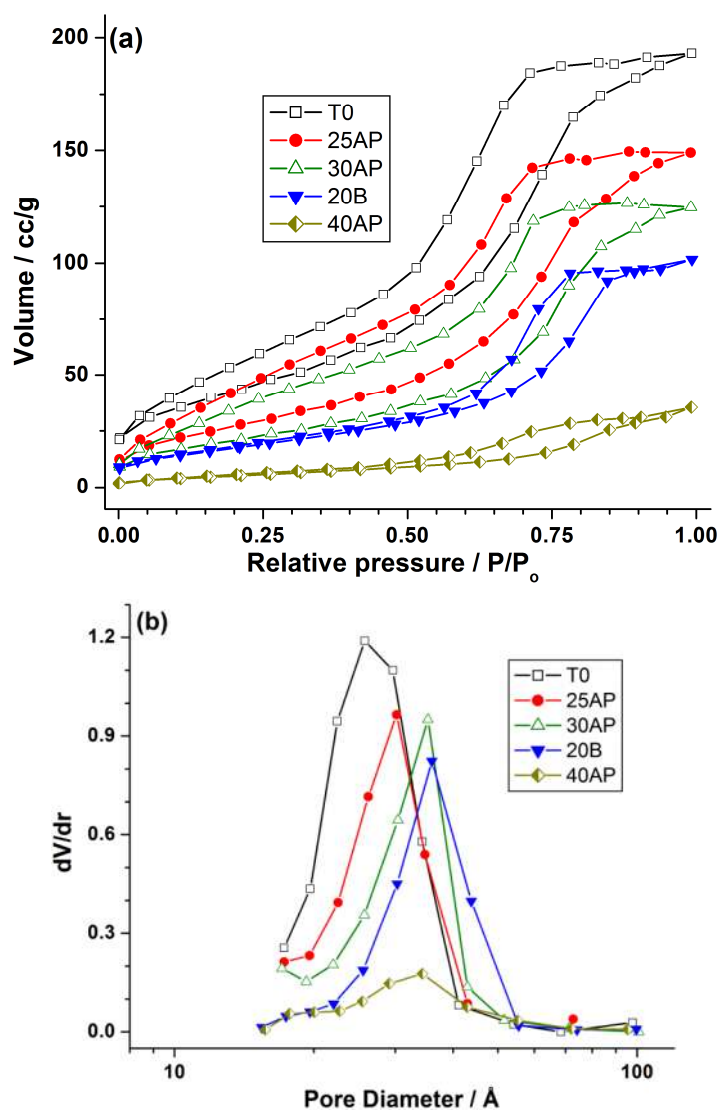 (a)
200
150
100
50
0
T0
25AP
30AP
20B
40AP
Volume / cc/g
0.00 0.25 0.50 0.75 1.00
Relative pressure / P/Po
(b)
1.2
0.9
0.6
0.3
0.0
T0
25AP
30AP
20B
40AP
dV/dr
10 100
Pore Diameter / Å